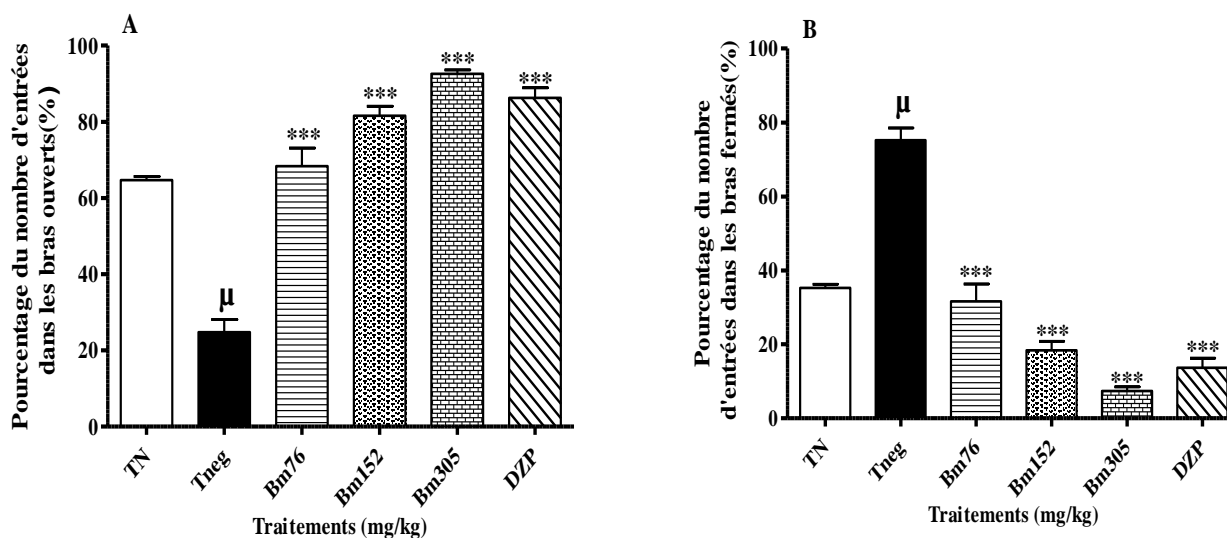 A
Pourcentage du nombre d'entrées
dans les bras ouverts(%)
100
80
60
40
20
0
***
***
***
***
µ
TN
Tneg
Bm76
Bm152
Bm305
DZP
Traitements (mg/kg)
B
Pourcentage du nombre
d'entrées dans les bras fermés(%)
100
80
60
40
20
0
µ
***
***
***
***
TN
Tneg
Bm76
Bm152
Bm305
DZP
Traitements (mg/kg)